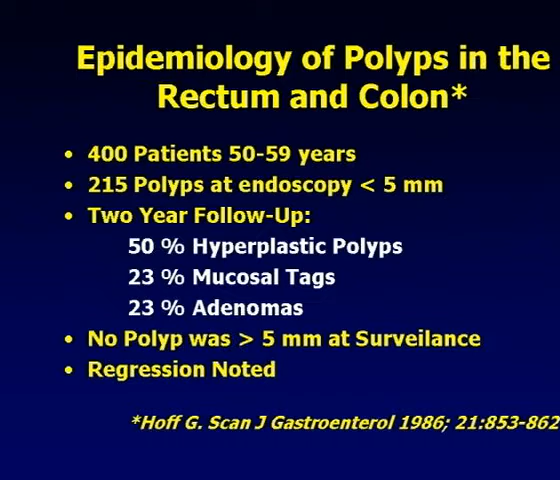 Epidemiology of Polyps in the
Rectum and Colon*
• 400 Patients 50-59 years
• 215 Polyps at endoscopy < 5 mm
• Two Year Follow-Up:
50 % Hyperplastic Polyps
23 % Mucosal Tags
23 % Adenomas
• No Polyp was > 5 mm at Surveilance
• Regression Noted
*Hoff G. Scan J Gastroenterol 1986; 21:853-862